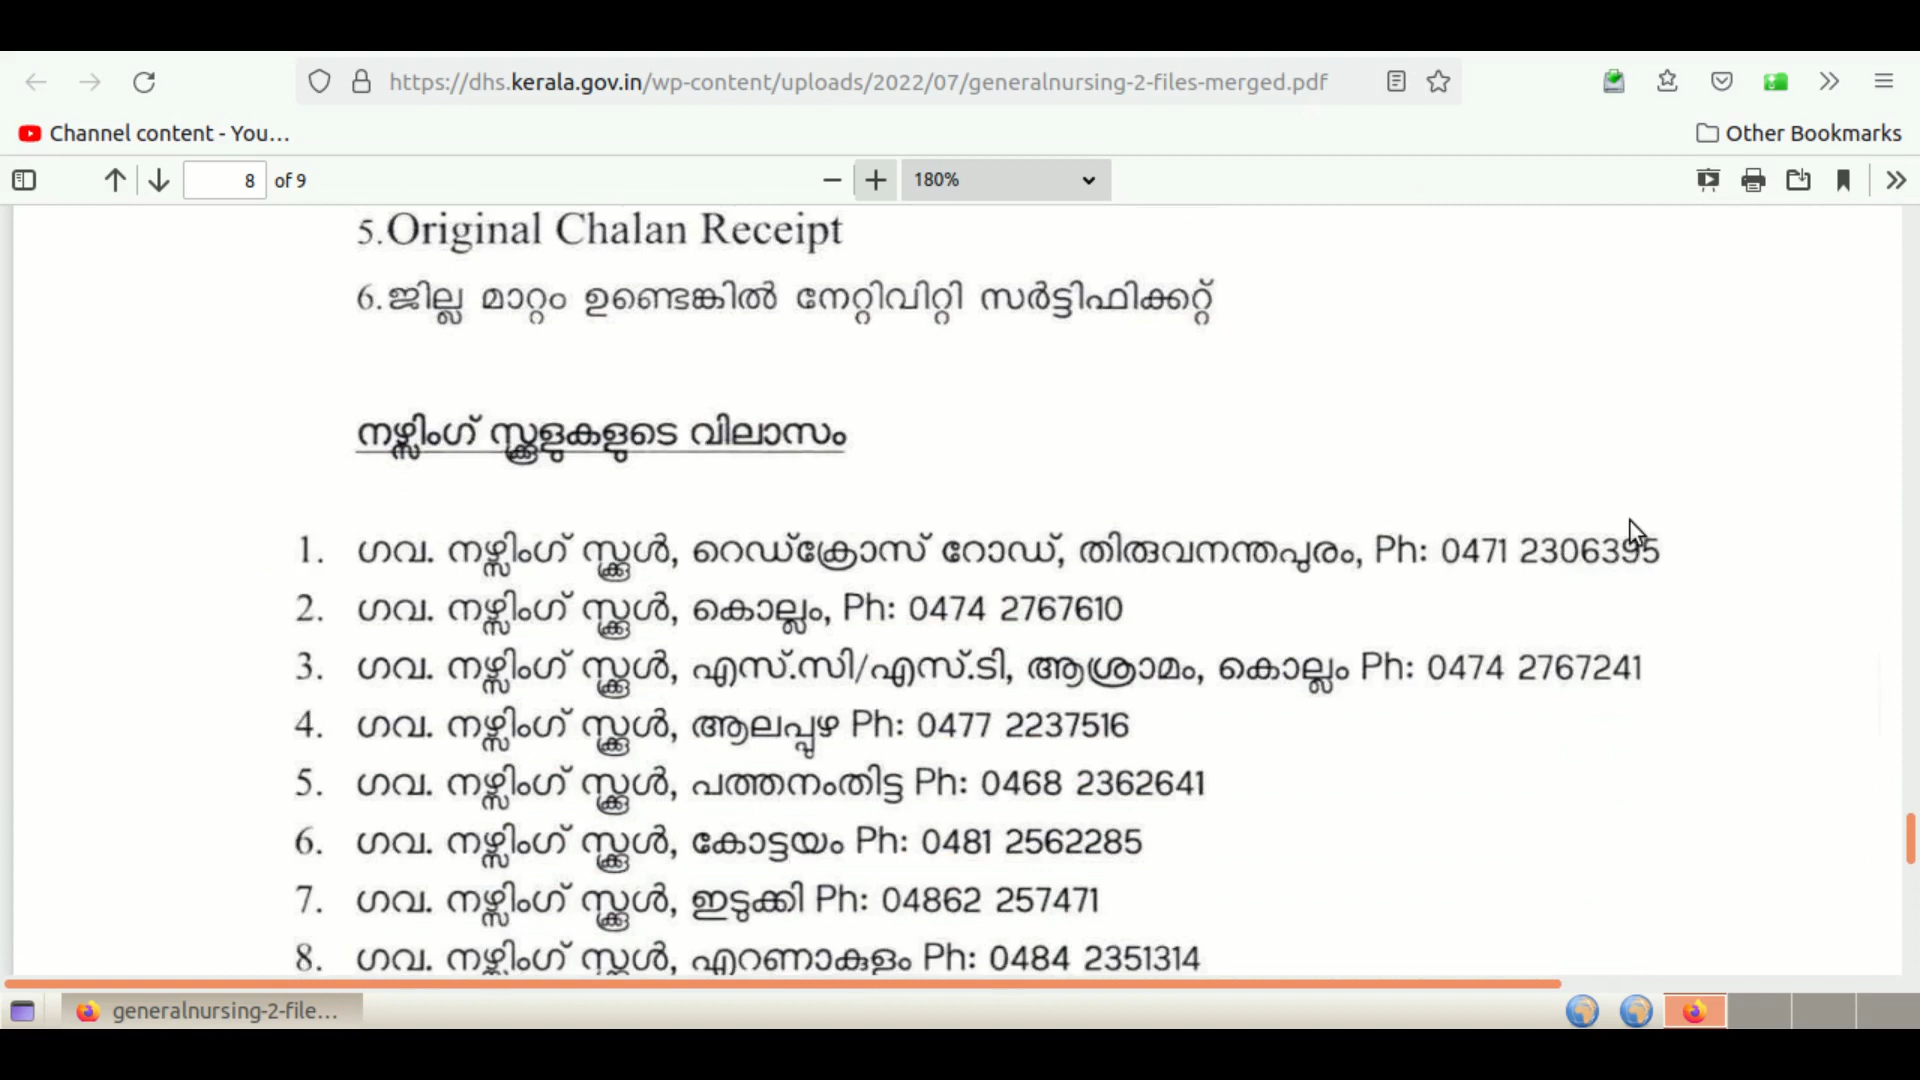 https://dhs.kerala.gov.in/wp-content/uploads/2022/07/generalnursing-2-files-merged.pdf
Channel content - You...
Other Bookmarks
8 of 9
180%
5.Original Chalan Receipt
6.ജില്ല മാറ്റം ഉണ്ടെങ്കിൽ നേറ്റിവിറ്റി സർട്ടിഫിക്കറ്റ്
നഴ്സിംഗ് സ്കൂളുകളുടെ വിലാസം
1. ഗവ. നഴ്സിംഗ് സ്കൂൾ, റെഡ്ക്രോസ് റോഡ്, തിരുവനന്തപുരം, Ph: 0471 2306395
2. ഗവ. നഴ്സിംഗ് സ്കൂൾ, കൊല്ലം, Ph: 0474 2767610
3. ഗവ. നഴ്സിംഗ് സ്കൂൾ, എസ്.സി/എസ്.ടി, ആശ്രാമം, കൊല്ലം Ph: 0474 2767241
4. ഗവ. നഴ്സിംഗ് സ്കൂൾ, ആലപ്പുഴ Ph: 0477 2237516
5. ഗവ. നഴ്സിംഗ് സ്കൂൾ, പത്തനംതിട്ട Ph: 0468 2362641
6. ഗവ. നഴ്സിംഗ് സ്കൂൾ, കോട്ടയം Ph: 0481 2562285
7. ഗവ. നഴ്സിംഗ് സ്കൂൾ, ഇടുക്കി Ph: 04862 257471
8. ഗവ. നഴ്സിംഗ് സ്കൂൾ, എറണാകുളം Ph: 0484 2351314
generalnursing-2-file...